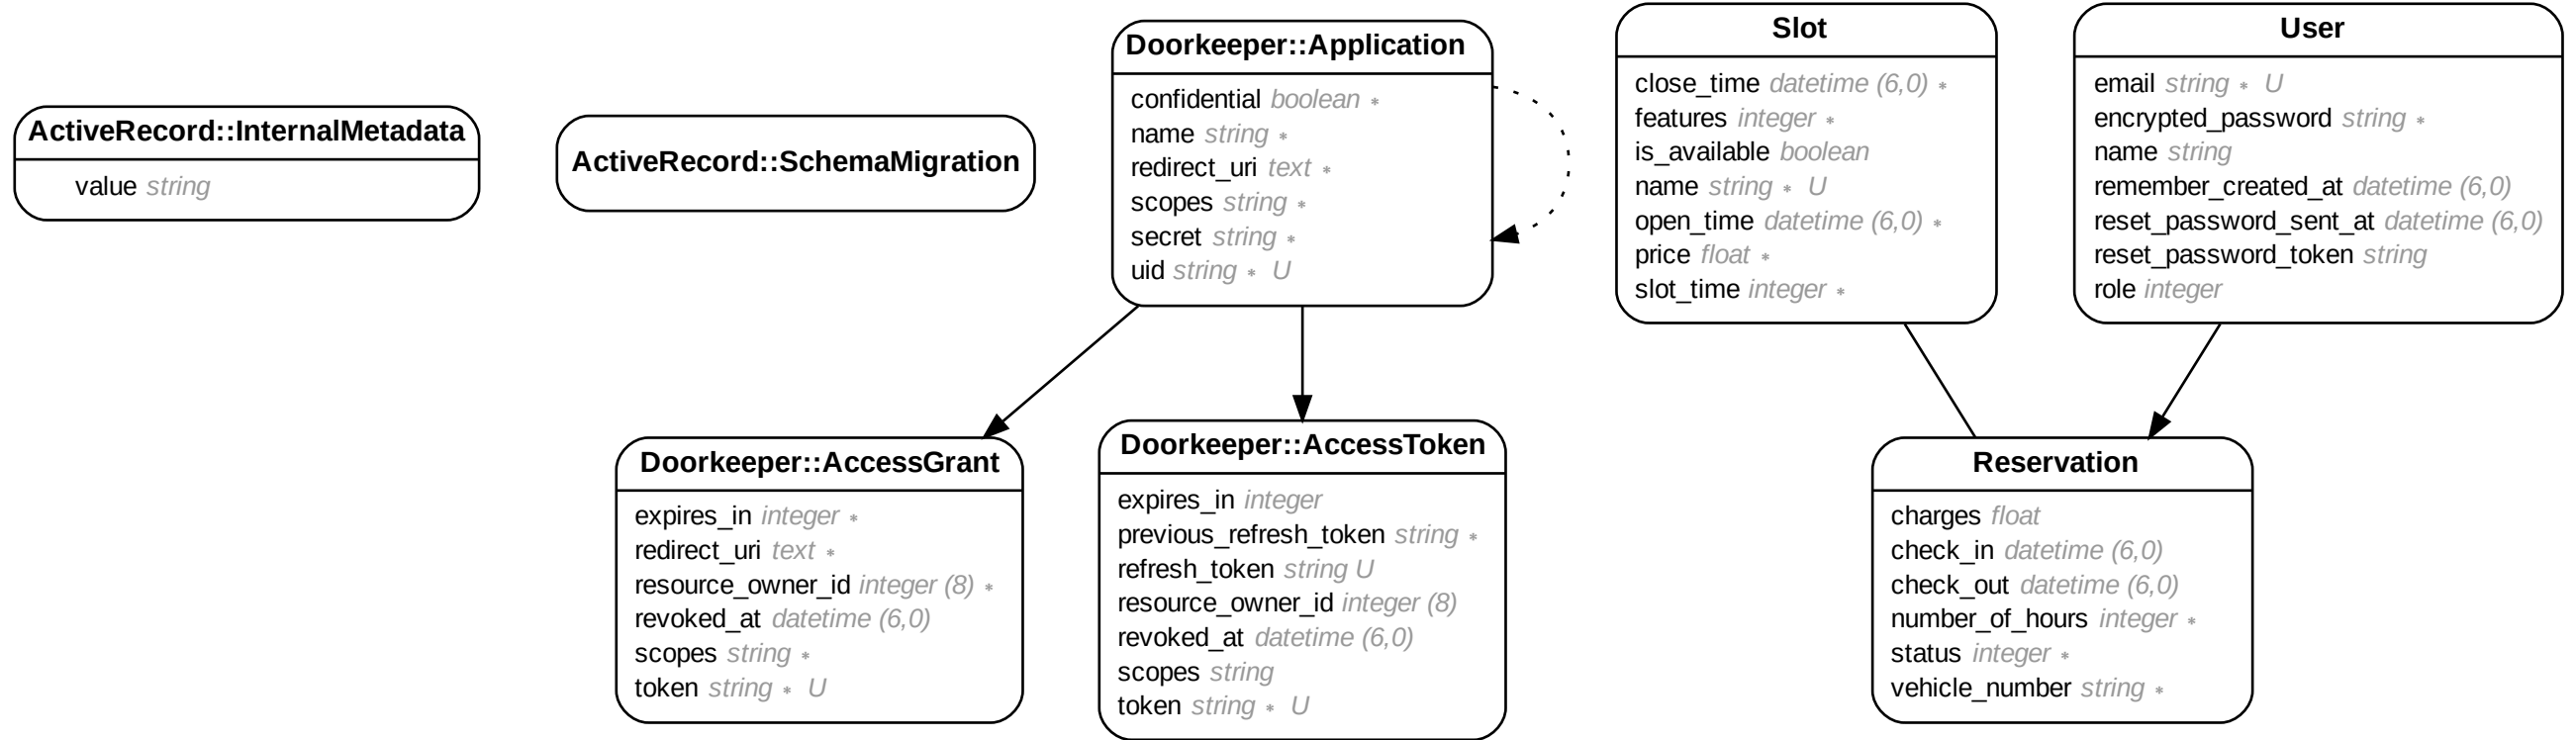 ActiveRecord::InternalMetadata
value string
ActiveRecord::SchemaMigration
Doorkeeper::Application
confidential boolean *
name string *
redirect_uri text *
scopes string *
secret string *
uid string * U
Slot
close_time datetime (6,0) *
features integer *
is_available boolean
name string * U
open_time datetime (6,0) *
price float *
slot_time integer *
User
email string * U
encrypted_password string *
name string
remember_created_at datetime (6,0)
reset_password_sent_at datetime (6,0)
reset_password_token string
role integer
Doorkeeper::AccessGrant
expires_in integer *
redirect_uri text *
resource_owner_id integer (8) *
revoked_at datetime (6,0)
scopes string *
token string * U
Doorkeeper::AccessToken
expires_in integer
previous_refresh_token string *
refresh_token string U
resource_owner_id integer (8)
revoked_at datetime (6,0)
scopes string
token string * U
Reservation
charges float
check_in datetime (6,0)
check_out datetime (6,0)
number_of_hours integer *
status integer *
vehicle_number string *